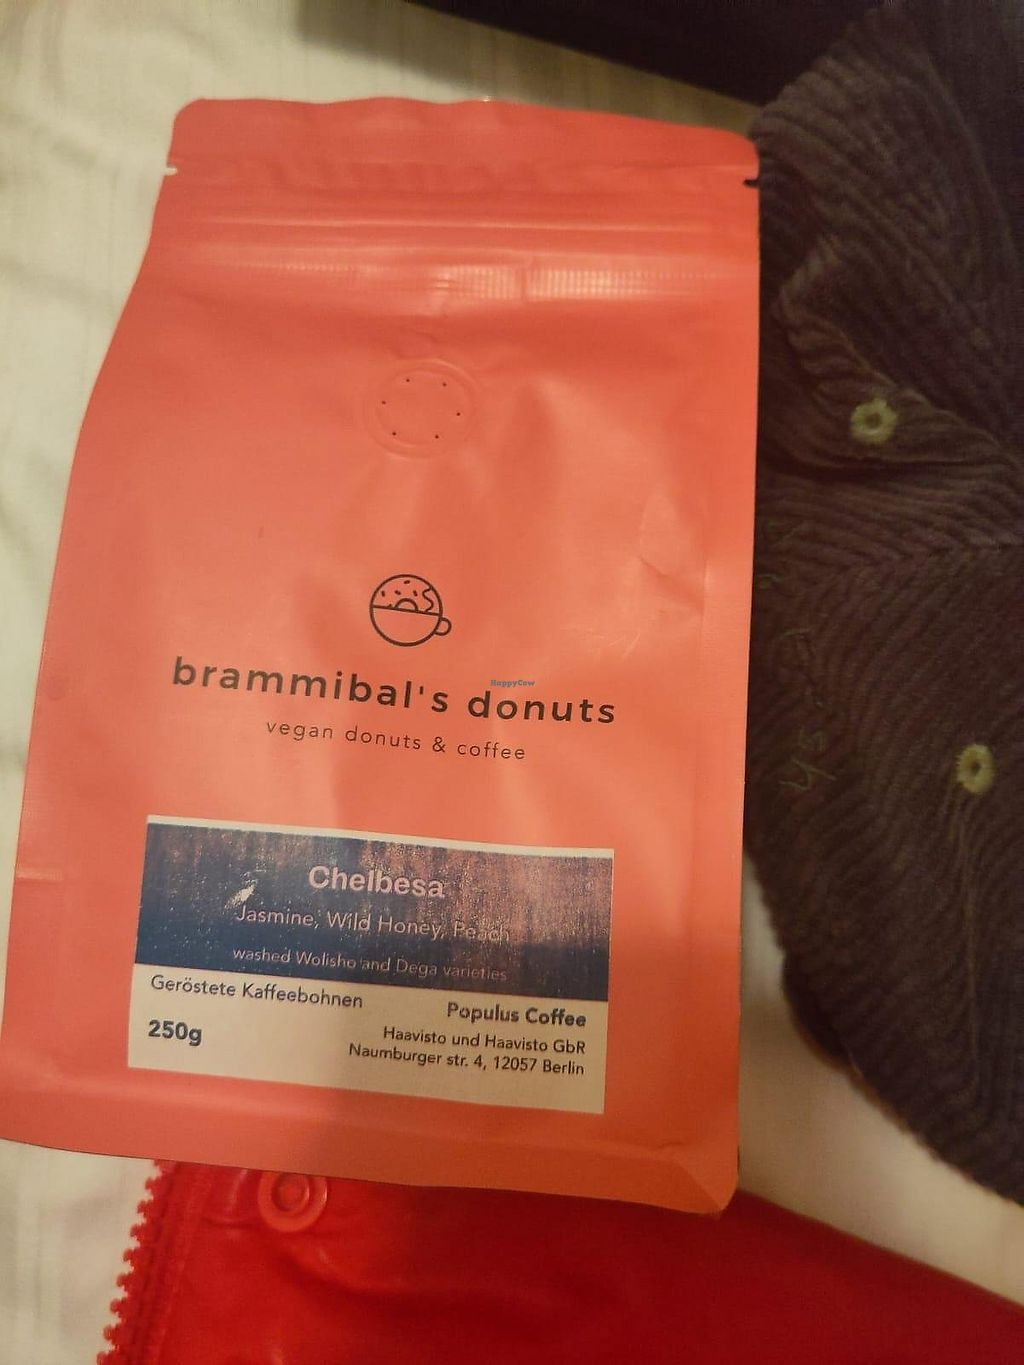 brammibal's donuts
HappyCow
vegan donuts & coffee
Chelbesa
Jasmine, Wild Honey, Peach
washed Wolisho and Dega varieties
Geröstete Kaffeebohnen
250g
Populus Coffee
Haavisto und Haavisto GbR
Naumburger str. 4, 12057 Berlin